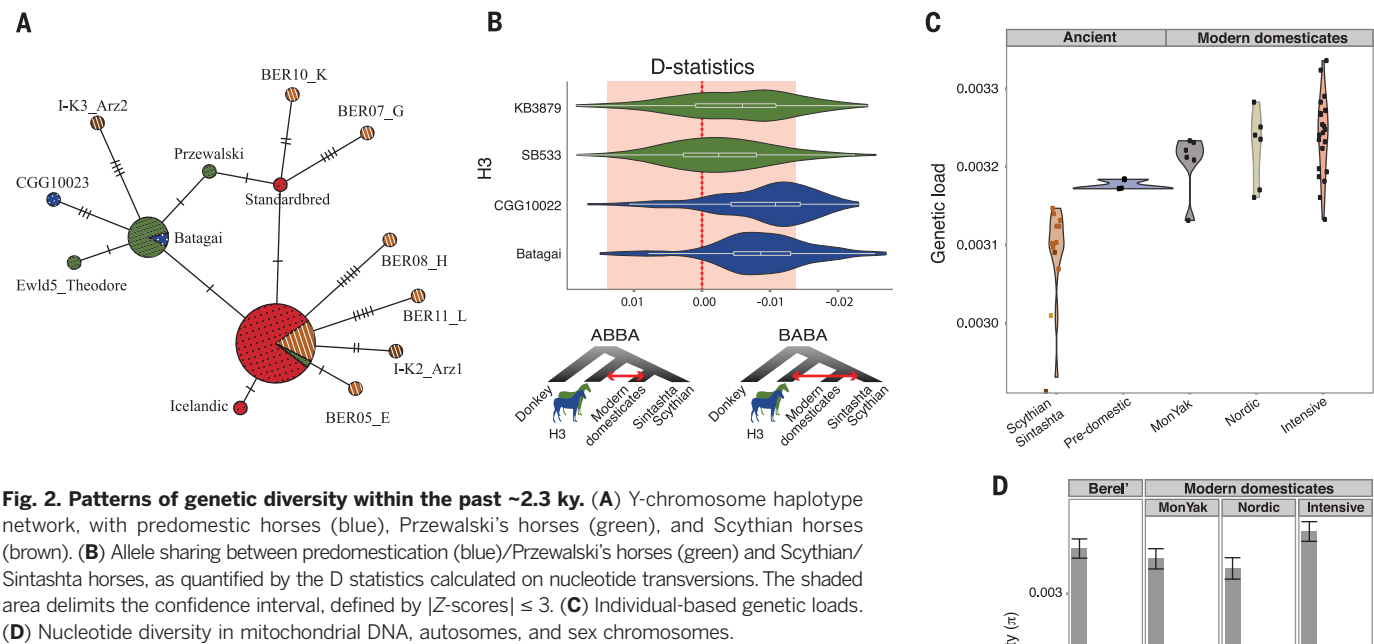 A
I-K3_Arz2
BER10_K
BER07_G
Przewalski
CGG10023
Standardbred
Batagai
Ewld5_Theodore
BER08_H
BER11_L
I-K2_Arz1
Icelandic
BER05_E
B
D-statistics
H3
KB3879
SB533
CGG10022
Batagai
0.01 0.00 -0.01 -0.02
ABBA
Donkey
H3
Modern
domesticates
Sintashta
Scythian
BABA
Donkey
H3
Modern
domesticates
Sintashta
Scythian
C
Ancient Modern domesticates
Genetic load
0.0033
0.0032
0.0031
0.0030
Scythian
Sintashta
Pre-domestic
MonYak
Nordic
Intensive
Fig. 2. Patterns of genetic diversity within the past ~2.3 ky. (A) Y-chromosome haplotype
network, with predomestic horses (blue), Przewalski's horses (green), and Scythian horses
(brown). (B) Allele sharing between predomestication (blue)/Przewalski's horses (green) and Scythian/
Sintashta horses, as quantified by the D statistics calculated on nucleotide transversions. The shaded
area delimits the confidence interval, defined by |Z-scores| ≤ 3. (C) Individual-based genetic loads.
(D) Nucleotide diversity in mitochondrial DNA, autosomes, and sex chromosomes.
D
Berel' Modern domesticates
MonYak Nordic Intensive
0.003
(π)